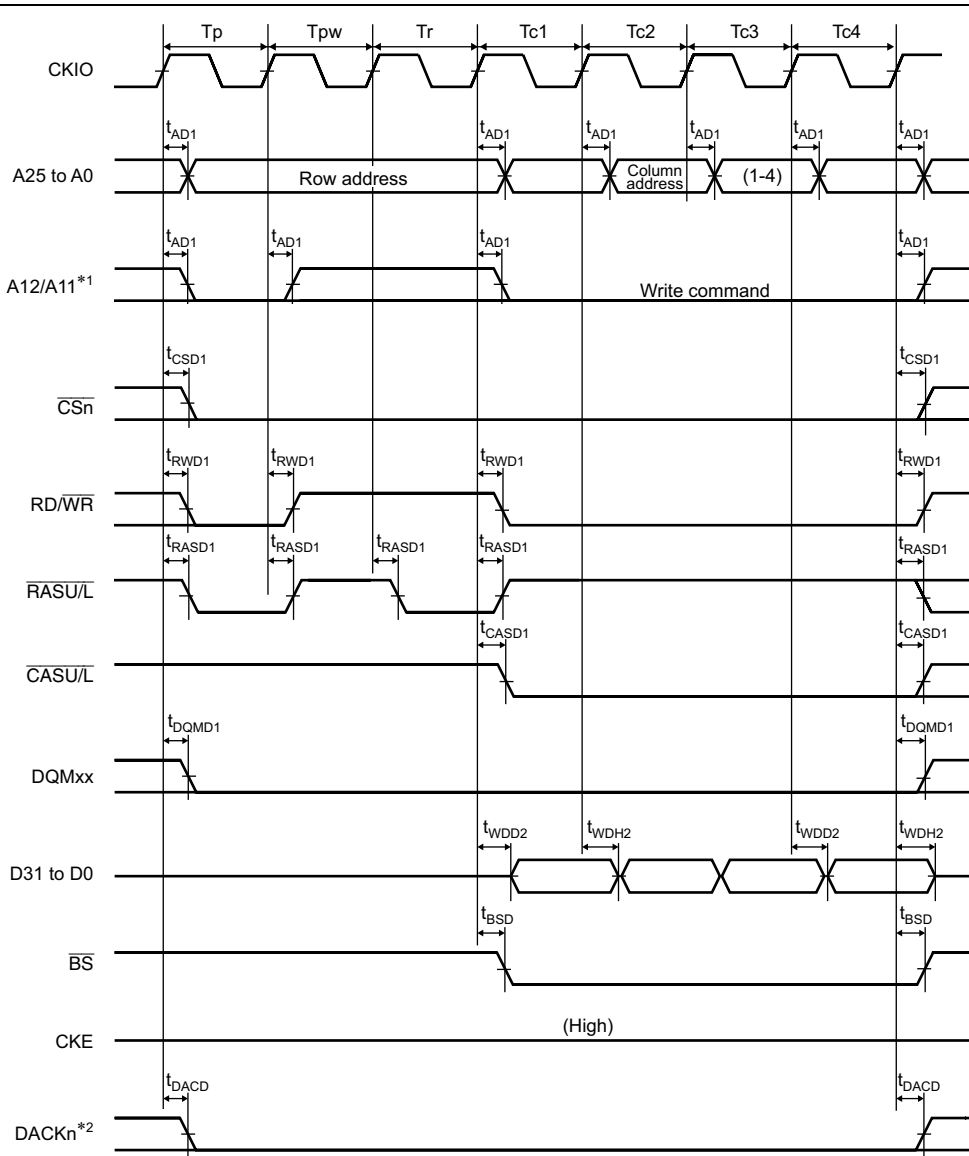 Tp Tpw Tr Tc1 Tc2 Tc3 Tc4
CKIO
tAD1 tAD1 tAD1 tAD1 tAD1 tAD1
A25 to A0
Row address
Column
address
(1-4)
tAD1 tAD1 tAD1 tAD1
A12/A11*1
Write command
tCSD1 tCSD1
CSn
tRWD1 tRWD1 tRWD1 tRWD1
RD/WR
tRASD1 tRASD1 tRASD1 tRASD1 tRASD1
RASU/L
tCASD1 tCASD1
CASU/L
tDQMD1 tDQMD1
DQMxx
tWDD2 tWDH2 tWDD2 tWDH2
D31 to D0
tBSD tBSD
BS
(High)
CKE
tDACD tDACD
DACKn*2